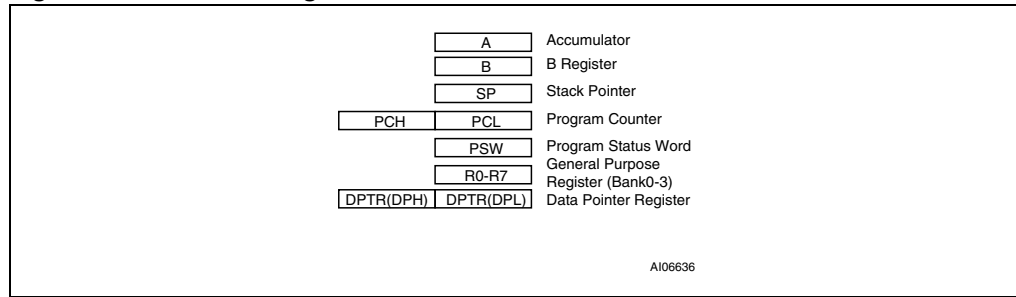 A Accumulator
B B Register
SP Stack Pointer
PCH PCL Program Counter
PSW Program Status Word
R0-R7 General Purpose
Register (Bank0-3)
DPTR(DPH) DPTR(DPL) Data Pointer Register
AI06636